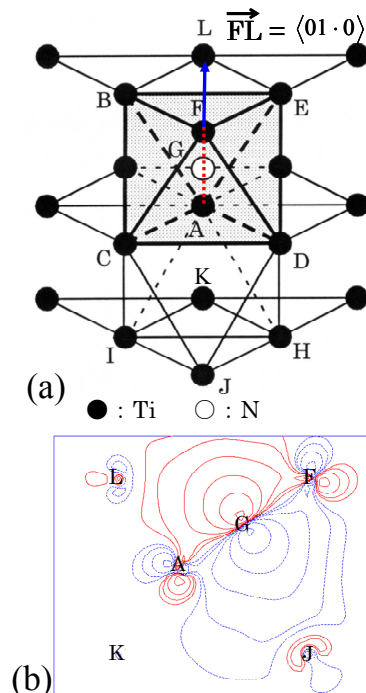 L
FL = ⟨01·0⟩
(a)
B
F
E
G
A
C
D
K
I
H
J
● : Ti ○ : N
L
F
G
A
K
J
(b)